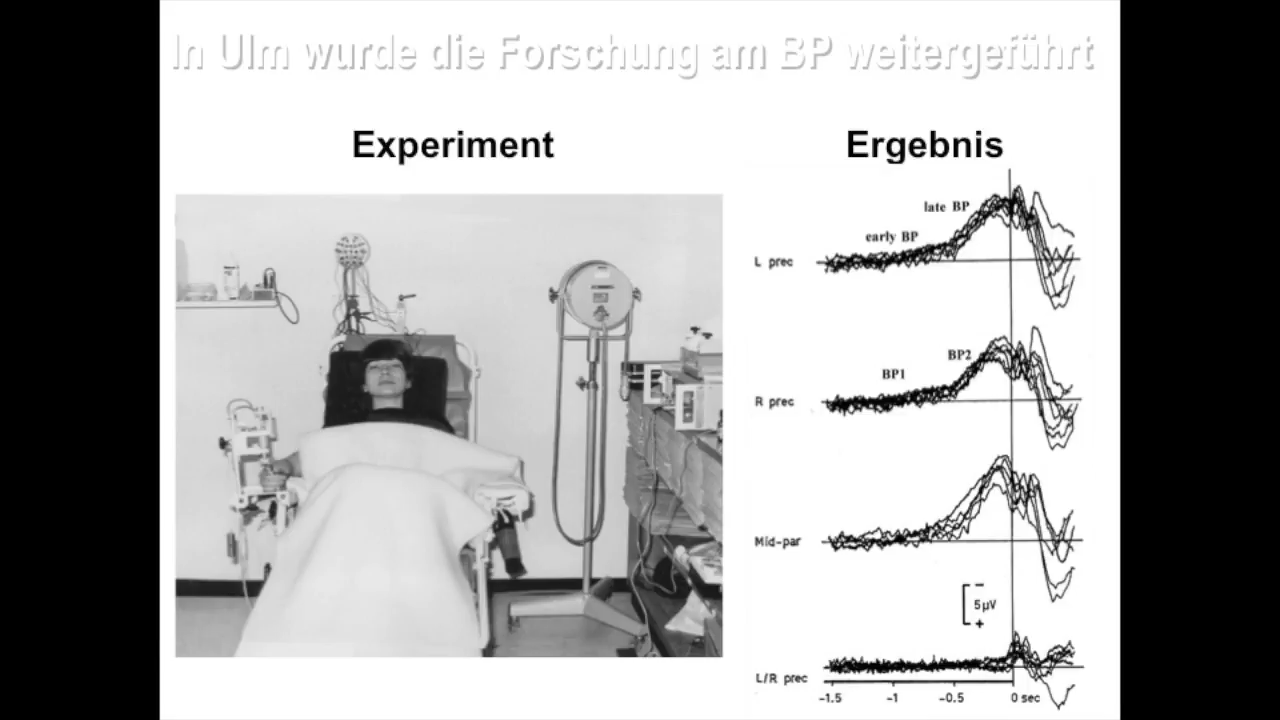 In Ulm wurde die Forschung am BP weitergeführt
Experiment
Ergebnis
late BP
early BP
L prec
BP2
BP1
R prec
Mid-par
−
5µV
+
L/R prec
-1.5 -1 -0.5 0 sec